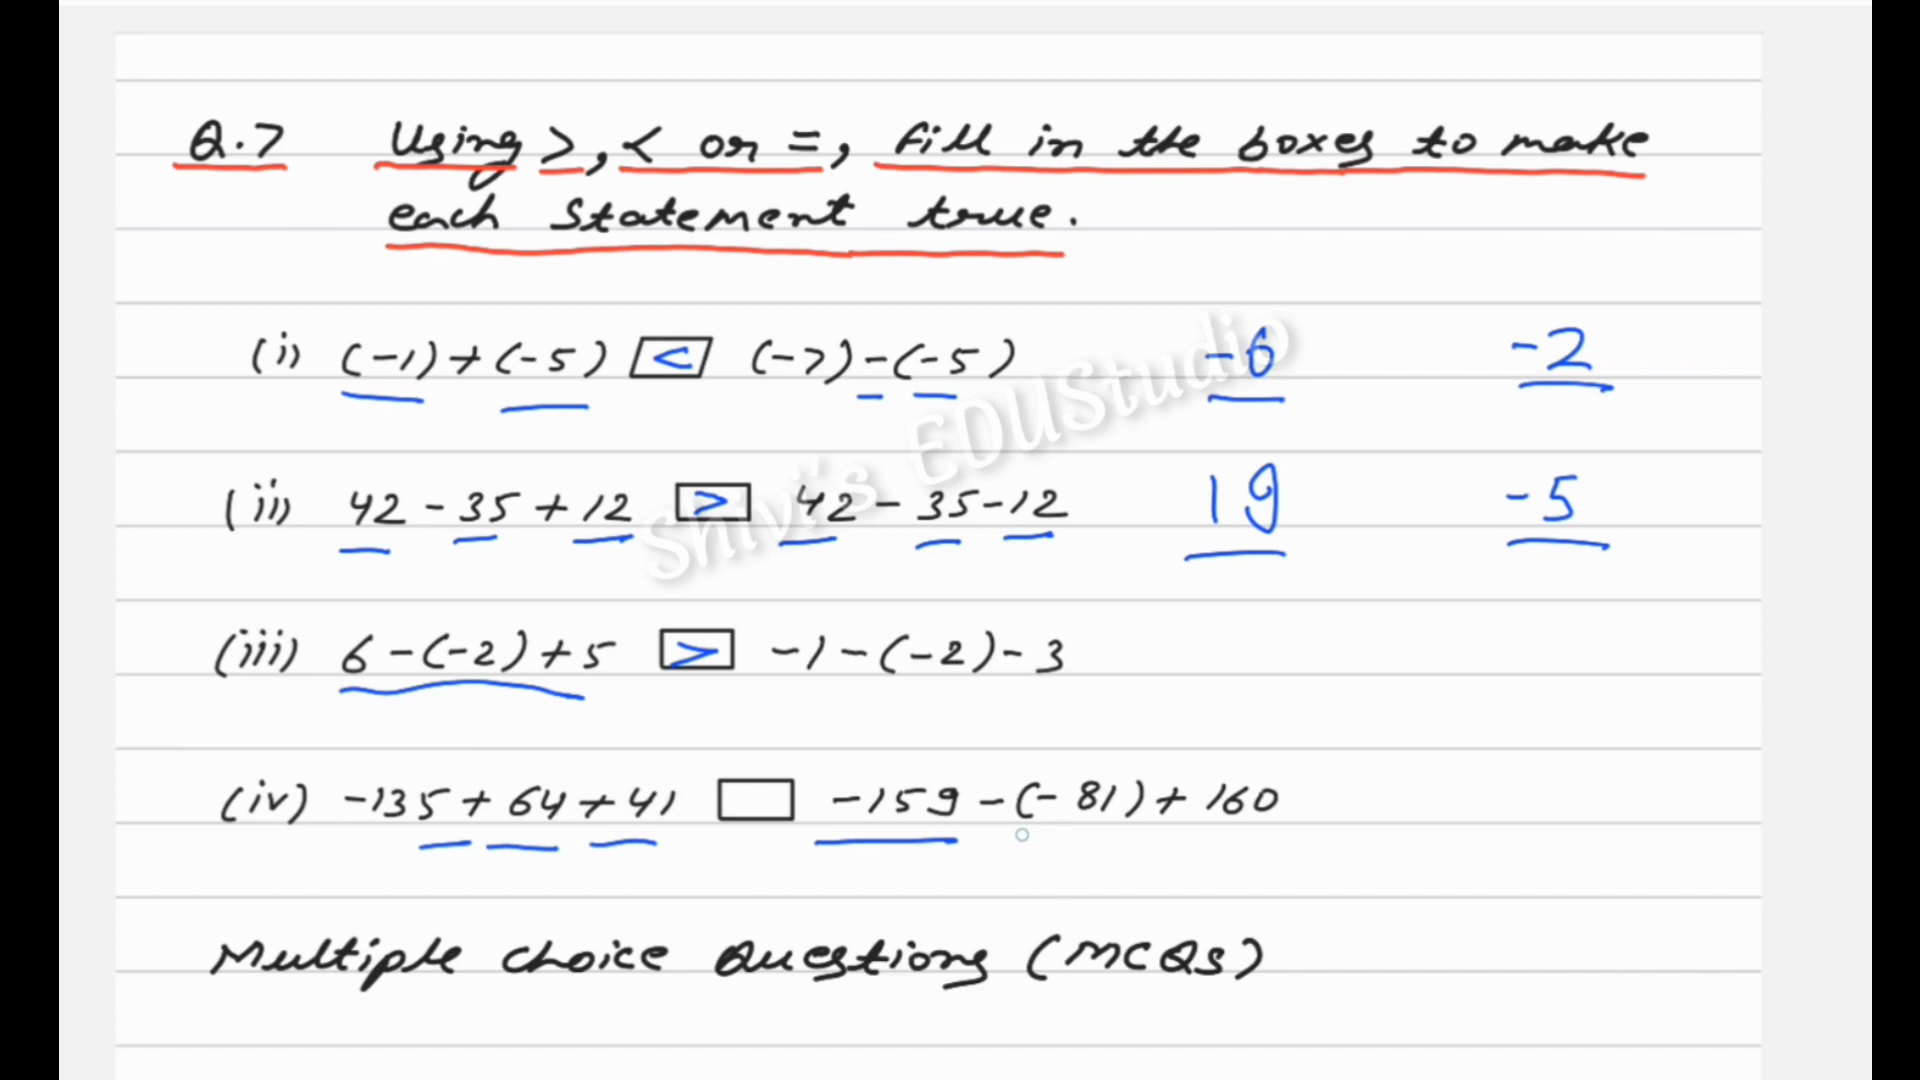 Q.7 Using >, < or =, fill in the boxes to make
each statement true.
(i) (-1) + (-5) < (-7) - (-5) -6 -2
(ii) 42 - 35 + 12 > 42 - 35 - 12 19 -5
(iii) 6 - (-2) + 5 > -1 - (-2) - 3
(iv) -135 + 64 + 41 -159 - (-81) + 160
Multiple choice Questions (MCQs)
Shivi's EDUStudio